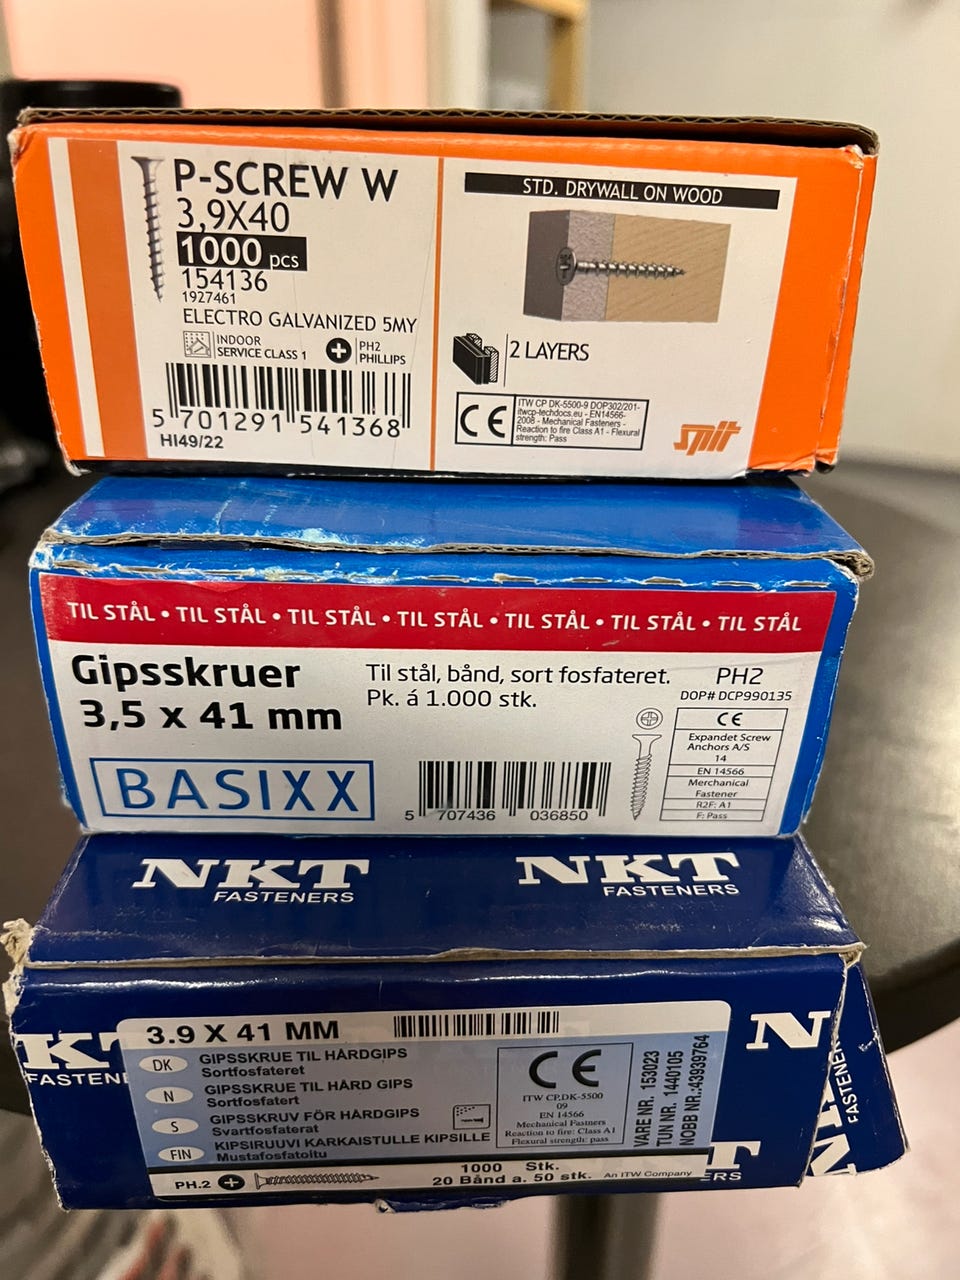 P-SCREW W
3,9X40
1000 pcs
154136
1927461
ELECTRO GALVANIZED 5MY
INDOOR
SERVICE CLASS 1
PH2
PHILLIPS
5 701291 541368
HI49/22
STD. DRYWALL ON WOOD
2 LAYERS
CE
ITW CP DK-5500-9 DOP302/201-
itwcp-techdocs.eu - EN14566-
2008 - Mechanical Fasteners -
Reaction to fire Class A1 - Flexural
strength: Pass
spit
TIL STÅL • TIL STÅL • TIL STÅL • TIL STÅL • TIL STÅL • TIL STÅL • TIL STÅL
Gipsskruer
3,5 x 41 mm
BASIXX
Til stål, bånd, sort fosfateret.
Pk. á 1.000 stk.
5 707436 036850
PH2
DOP# DCP990135
CE
Expandet Screw
Anchors A/S
14
EN 14566
Merchanical
Fastener
R2F: A1
F: Pass
NKT
FASTENERS
NKT
FASTENERS
3.9 X 41 MM
DK
GIPSSKRUE TIL HÅRDGIPS
Sortfosfateret
N
GIPSSKRUE TIL HÅRD GIPS
Sortfosfatert
S
GIPSSKRUV FÖR HÅRDGIPS
Svartfosfaterat
FIN
KIPSIRUUVI KARKAISTULLE KIPSILLE
Mustafosfatoitu
CE
ITW CP.DK-5500
09
EN 14566
Mechanical Fasteners
Reaction to fire: Class A1
Flexural strength: pass
VARE NR. 153023
TUN NR. 1440105
NOBB NR.:43939764
PH.2
1000 Stk.
20 Bånd a. 50 stk.
An ITW Company